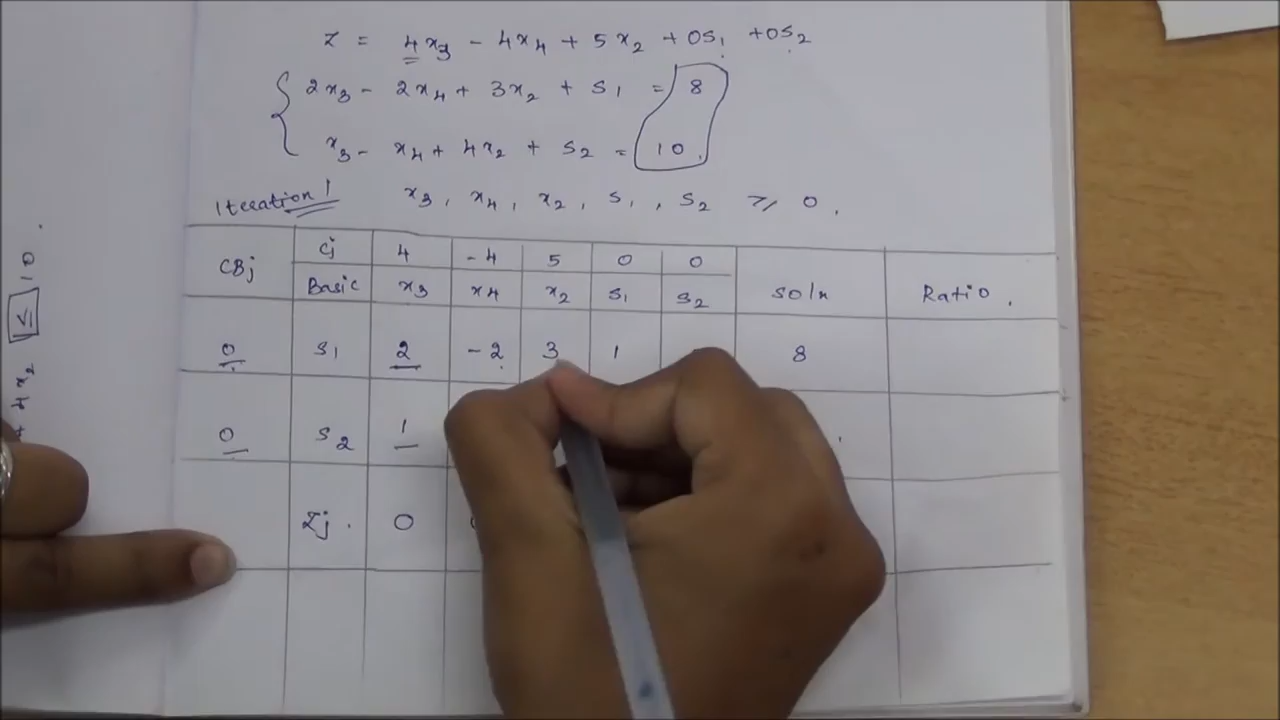 Z = 4x3 - 4x4 + 5x2 + 0S1 + 0S2
2x3 - 2x4 + 3x2 + S1 = 8
x3 - x4 + 4x2 + S2 = 10
Iteration 1 x3, x4, x2, S1, S2 ≥ 0.
CBj Cj 4 -4 5 0 0 Soln Ratio.
Basic x3 x4 x2 S1 S2
0 S1 2 -2 3 1 8
0 S2 1
Zj. 0
4x2 ≤ 10.